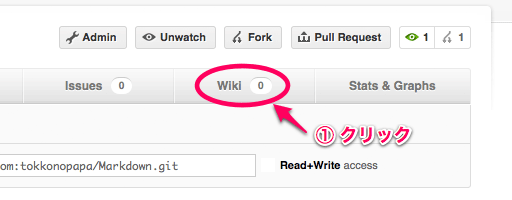 Admin Unwatch Fork Pull Request 1 1
Issues 0 Wiki 0 Stats & Graphs
① クリック
om:tokkonopapa/Markdown.git Read+Write access